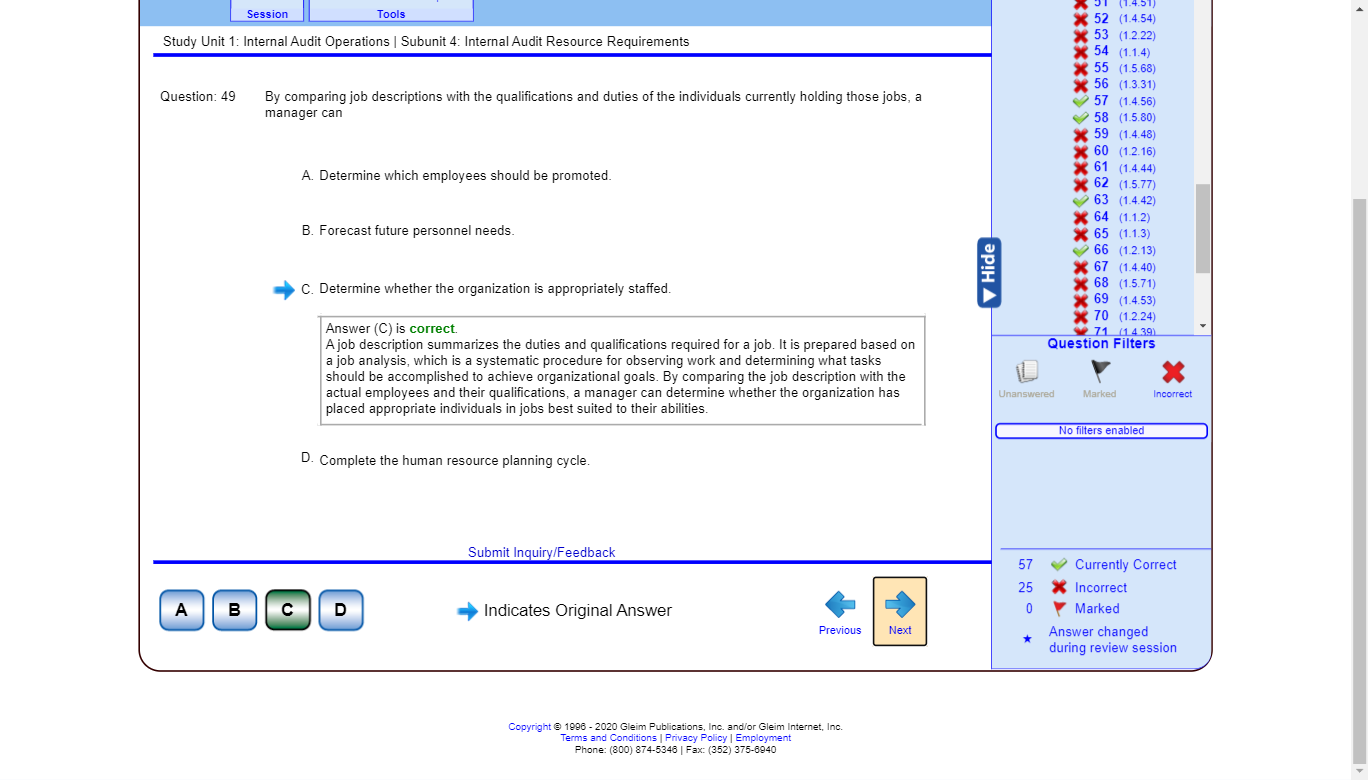 Session
Tools
Study Unit 1: Internal Audit Operations | Subunit 4: Internal Audit Resource Requirements
Question: 49
By comparing job descriptions with the qualifications and duties of the individuals currently holding those jobs, a
manager can
A. Determine which employees should be promoted.
B. Forecast future personnel needs.
C. Determine whether the organization is appropriately staffed.
Answer (C) is correct.
A job description summarizes the duties and qualifications required for a job. It is prepared based on
a job analysis, which is a systematic procedure for observing work and determining what tasks
should be accomplished to achieve organizational goals. By comparing the job description with the
actual employees and their qualifications, a manager can determine whether the organization has
placed appropriate individuals in jobs best suited to their abilities.
D. Complete the human resource planning cycle.
Submit Inquiry/Feedback
A
B
C
D
Indicates Original Answer
Previous
Next
Hide
51 (1.4.51)
52 (1.4.54)
53 (1.2.22)
54 (1.1.4)
55 (1.5.68)
56 (1.3.31)
57 (1.4.56)
58 (1.5.80)
59 (1.4.48)
60 (1.2.16)
61 (1.4.44)
62 (1.5.77)
63 (1.4.42)
64 (1.1.2)
65 (1.1.3)
66 (1.2.13)
67 (1.4.40)
68 (1.5.71)
69 (1.4.53)
70 (1.2.24)
71 (1.4.39)
Question Filters
Unanswered
Marked
Incorrect
No filters enabled
57 Currently Correct
25 Incorrect
0 Marked
Answer changed
during review session
Copyright © 1996 - 2020 Gleim Publications, Inc. and/or Gleim Internet, Inc.
Terms and Conditions | Privacy Policy | Employment
Phone: (800) 874-5346 | Fax: (352) 375-6940